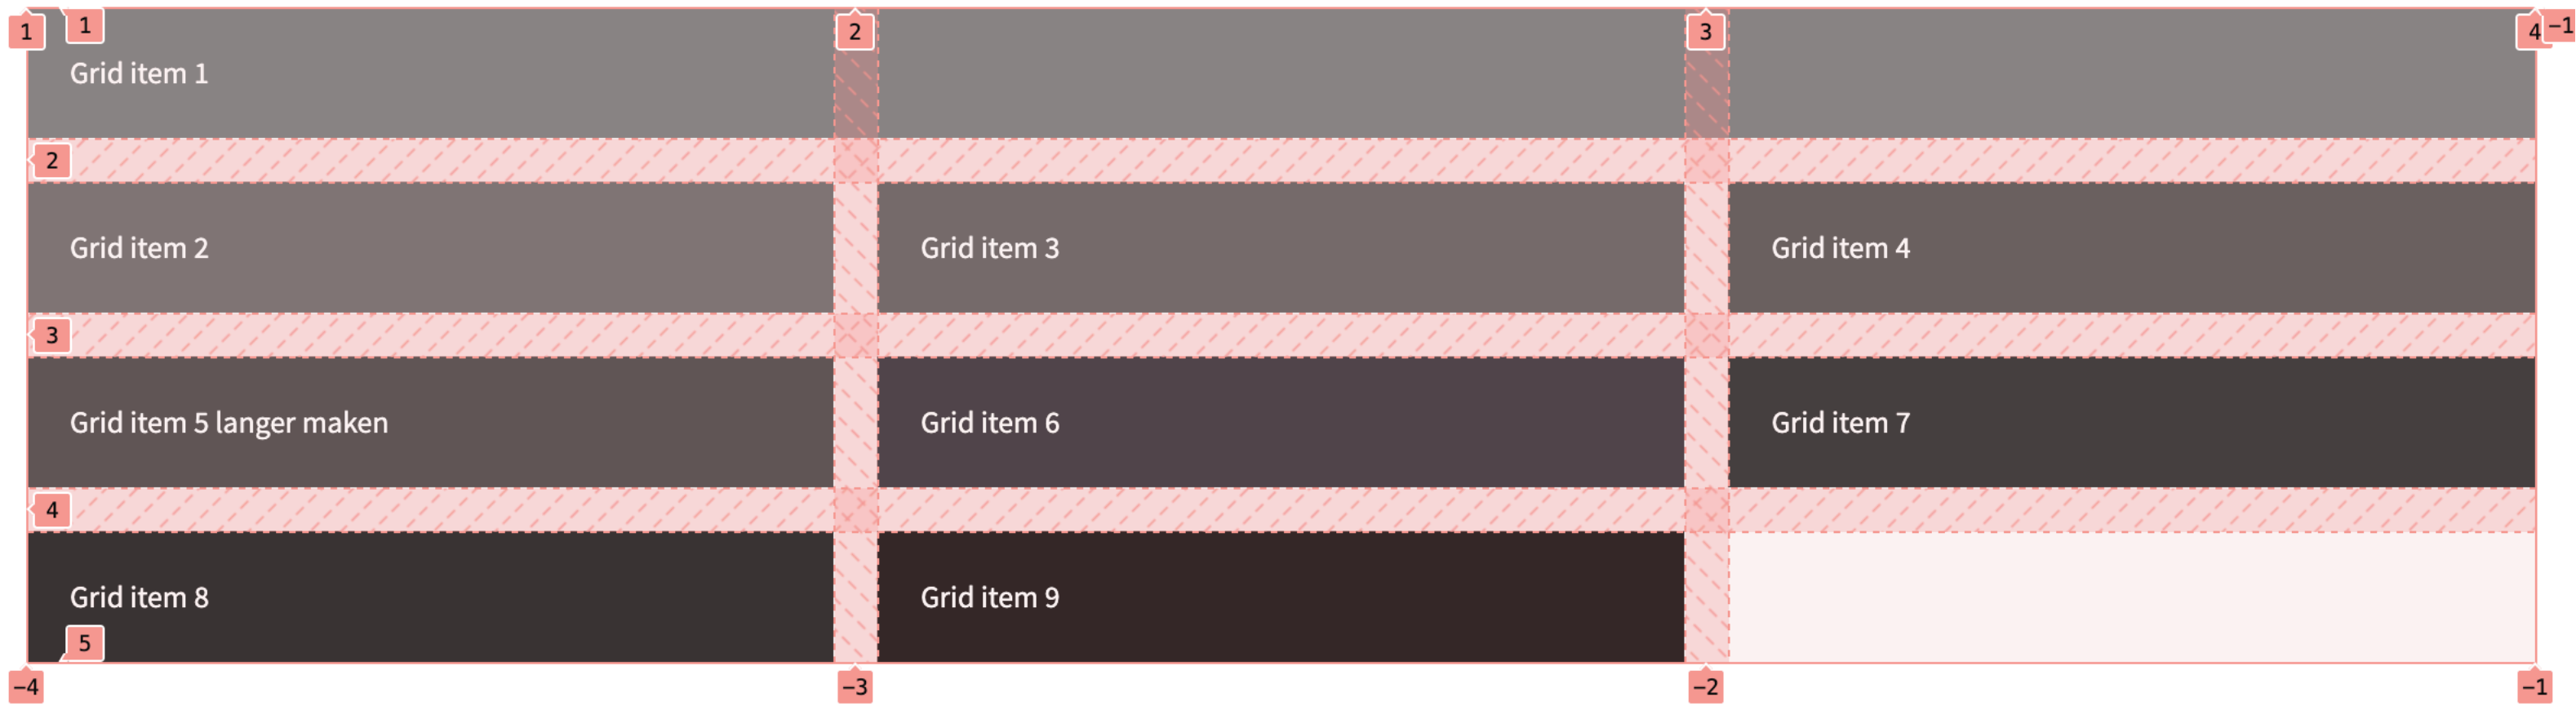 1 1 2 3 4 −1
Grid item 1
2
Grid item 2 Grid item 3 Grid item 4
3
Grid item 5 langer maken Grid item 6 Grid item 7
4
Grid item 8 Grid item 9
5
−4 −3 −2 −1